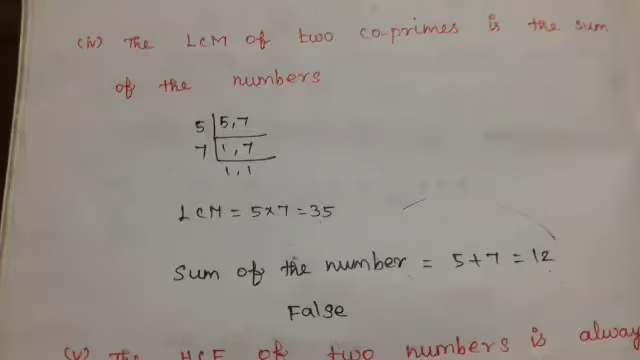 (iv) The LCM of two co-primes is the sum
of the numbers
5 | 5, 7
7 | 1, 7
1, 1
LCM = 5×7 = 35
Sum of the number = 5+7 = 12
False
(v) The HCF of two numbers is alway